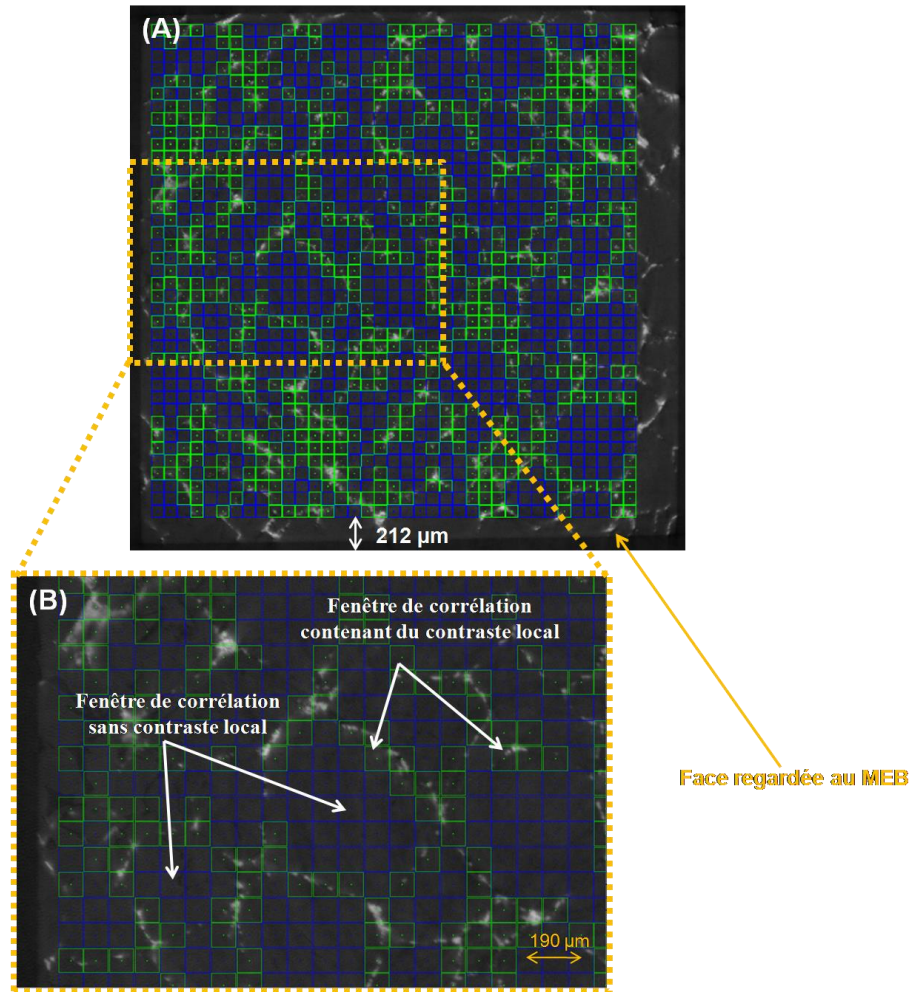 (A)
212 µm
(B)
Fenêtre de corrélation
contenant du contraste local
Fenêtre de corrélation
sans contraste local
Face regardée au MEB
190 µm